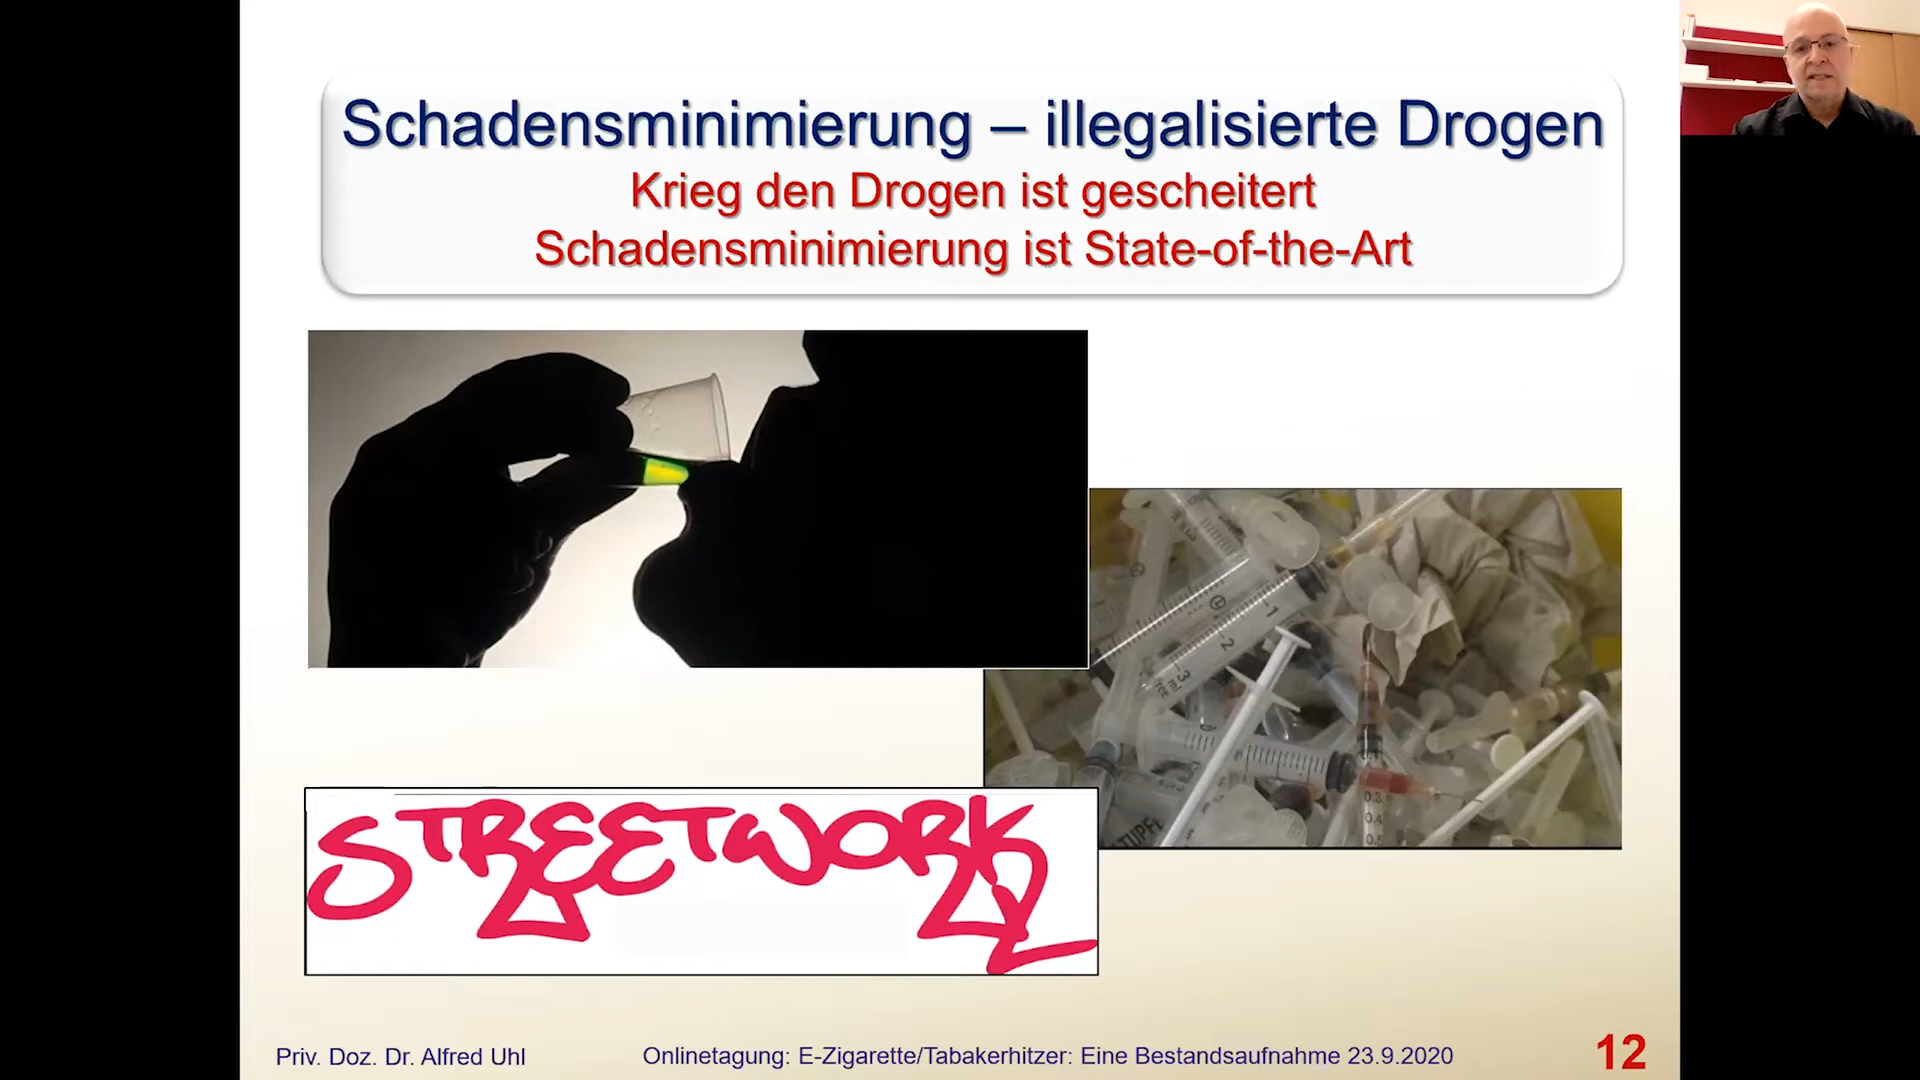 Schadensminimierung – illegalisierte Drogen
Krieg den Drogen ist gescheitert
Schadensminimierung ist State-of-the-Art
STREETWORK
Priv. Doz. Dr. Alfred Uhl
Onlinetagung: E-Zigarette/Tabakerhitzer: Eine Bestandsaufnahme 23.9.2020
12